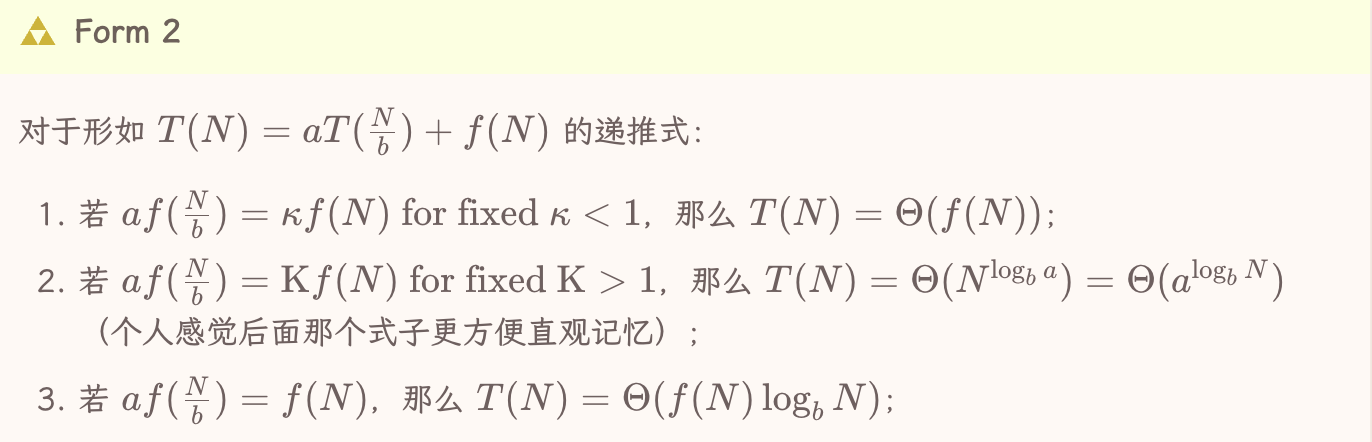 Form 2
对于形如 $T(N) = aT(\frac{N}{b}) + f(N)$ 的递推式：
1. 若 $af(\frac{N}{b}) = \kappa f(N) \text{ for fixed } \kappa < 1$，那么 $T(N) = \Theta(f(N))$；
2. 若 $af(\frac{N}{b}) = \mathrm{K}f(N) \text{ for fixed } \mathrm{K} > 1$，那么 $T(N) = \Theta(N^{\log_b a}) = \Theta(a^{\log_b N})$
（个人感觉后面那个式子更方便直观记忆）；
3. 若 $af(\frac{N}{b}) = f(N)$，那么 $T(N) = \Theta(f(N) \log_b N)$；